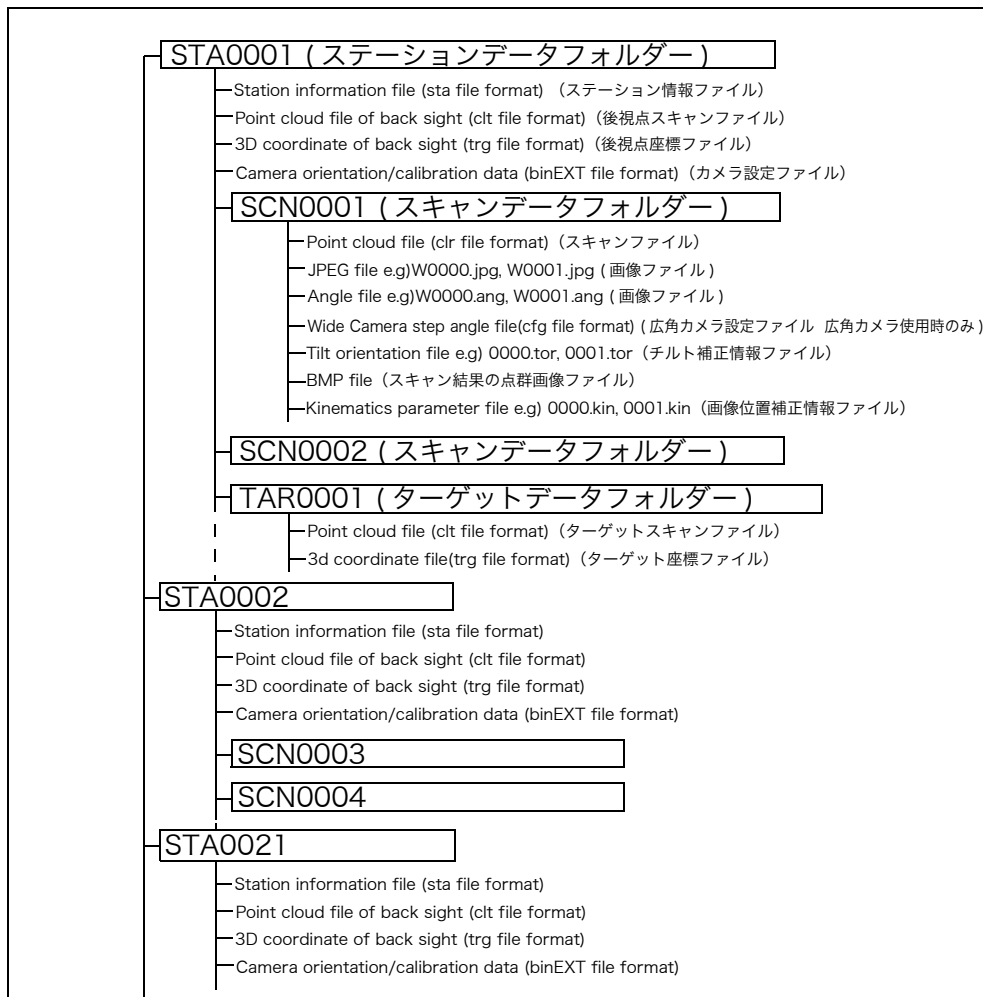 STA0001 ( ステーションデータフォルダー )
Station information file (sta file format) （ステーション情報ファイル）
Point cloud file of back sight (clt file format)（後視点スキャンファイル）
3D coordinate of back sight (trg file format)（後視点座標ファイル）
Camera orientation/calibration data (binEXT file format)（カメラ設定ファイル）
SCN0001 ( スキャンデータフォルダー )
Point cloud file (clr file format)（スキャンファイル）
JPEG file e.g)W0000.jpg, W0001.jpg ( 画像ファイル )
Angle file e.g)W0000.ang, W0001.ang ( 画像ファイル )
Wide Camera step angle file(cfg file format) ( 広角カメラ設定ファイル 広角カメラ使用時のみ )
Tilt orientation file e.g) 0000.tor, 0001.tor（チルト補正情報ファイル）
BMP file（スキャン結果の点群画像ファイル）
Kinematics parameter file e.g) 0000.kin, 0001.kin（画像位置補正情報ファイル）
SCN0002 ( スキャンデータフォルダー )
TAR0001 ( ターゲットデータフォルダー )
Point cloud file (clt file format)（ターゲットスキャンファイル）
3d coordinate file(trg file format)（ターゲット座標ファイル）
STA0002
Station information file (sta file format)
Point cloud file of back sight (clt file format)
3D coordinate of back sight (trg file format)
Camera orientation/calibration data (binEXT file format)
SCN0003
SCN0004
STA0021
Station information file (sta file format)
Point cloud file of back sight (clt file format)
3D coordinate of back sight (trg file format)
Camera orientation/calibration data (binEXT file format)